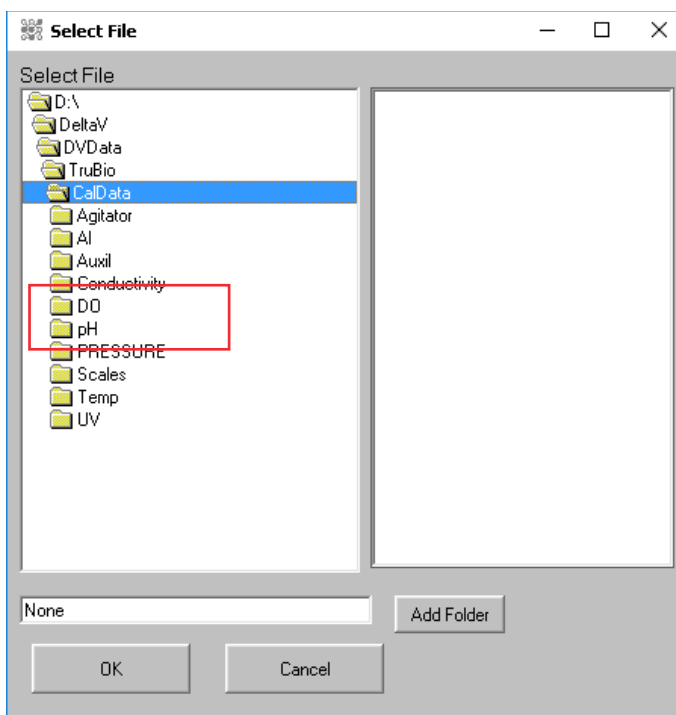 Select File
Select File
D:\
DeltaV
DVData
TruBio
CalData
Agitator
AI
Auxil
Conductivity
DO
pH
PRESSURE
Scales
Temp
UV
None
Add Folder
OK Cancel